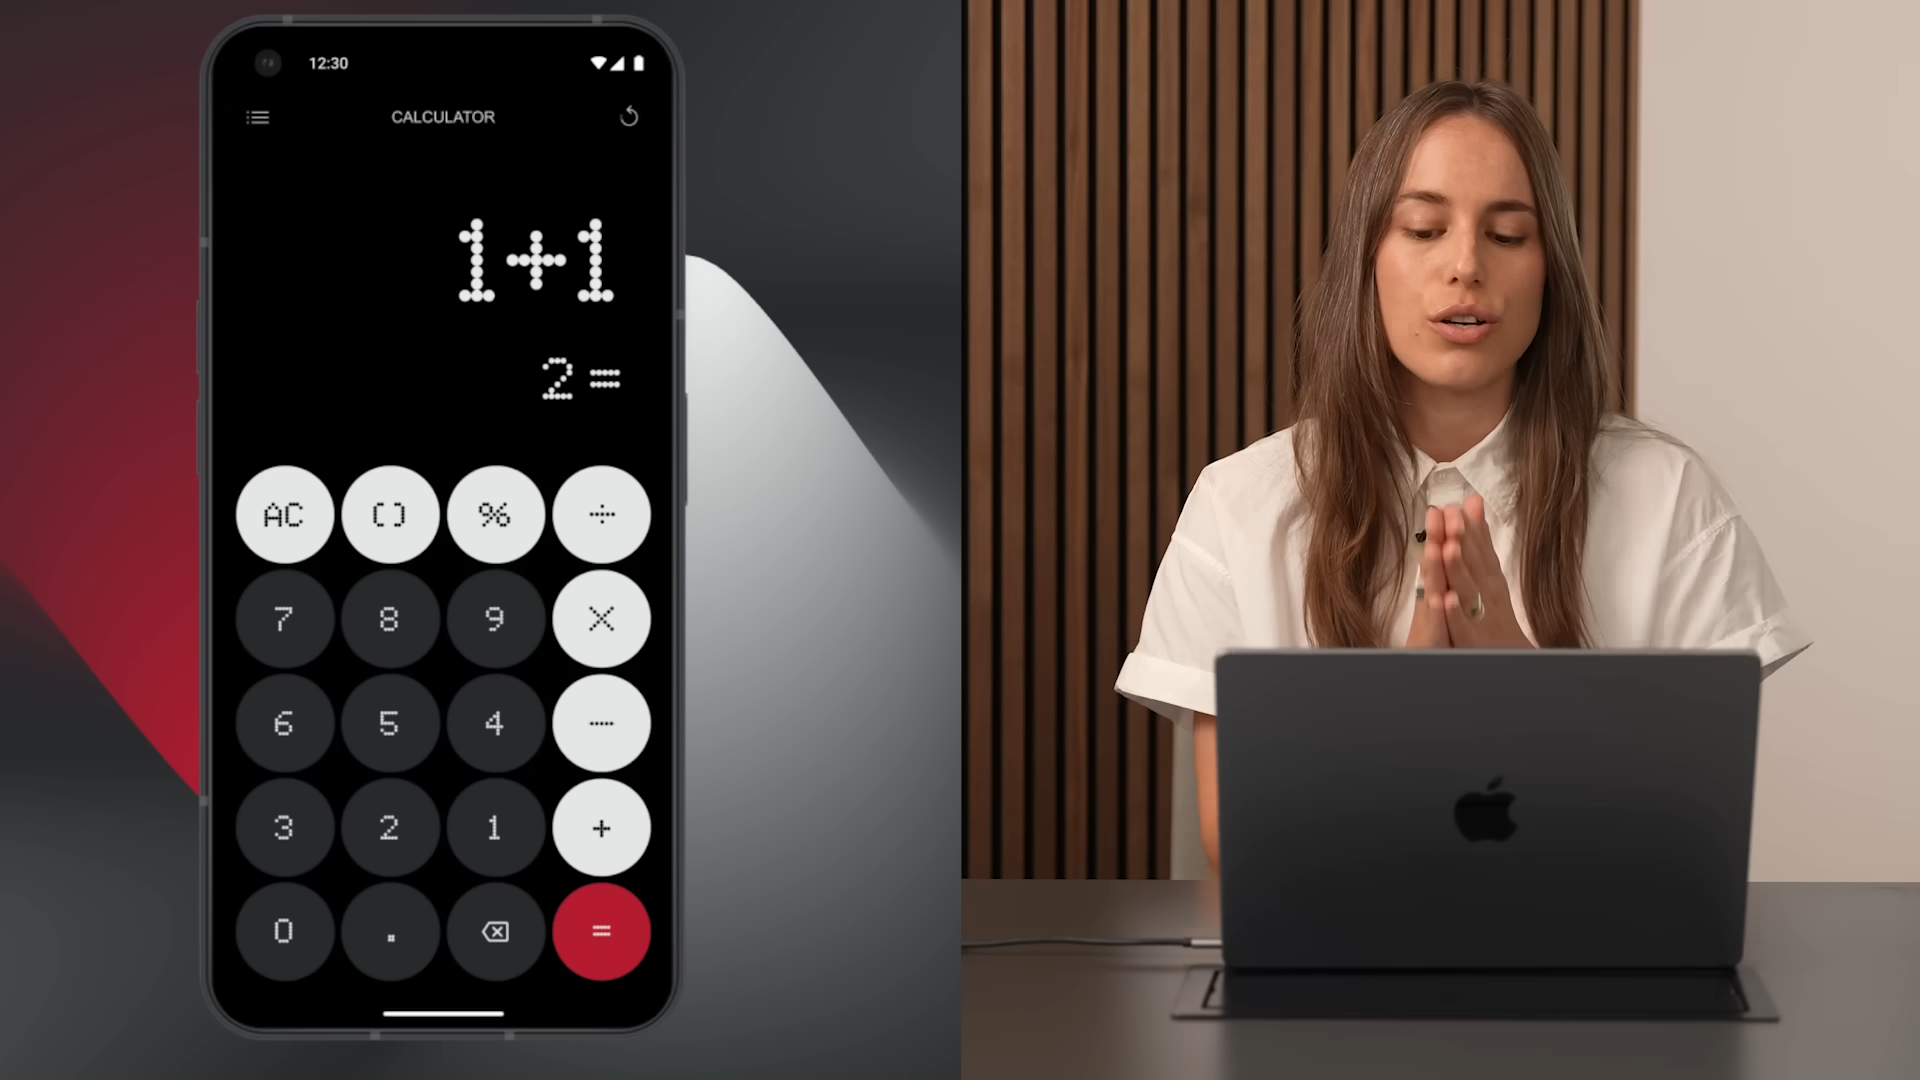 12:30
CALCULATOR
1+1
2=
AC () % ÷
7 8 9 ×
6 5 4 −
3 2 1 +
0 . =